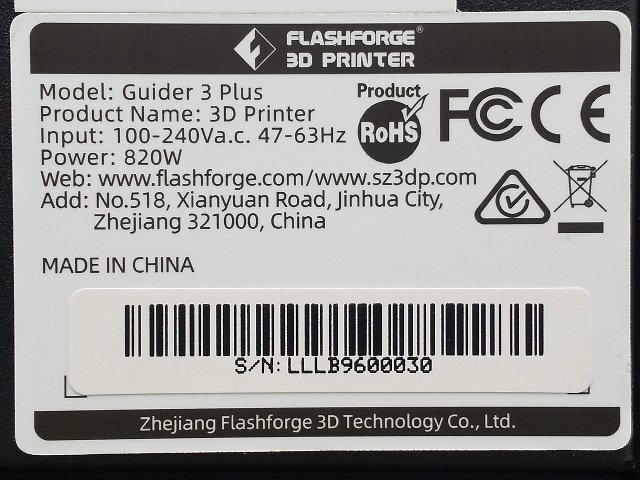 FLASHFORGE®
3D PRINTER
Model: Guider 3 Plus
Product Name: 3D Printer
Input: 100-240Va.c. 47-63Hz
Power: 820W
Web: www.flashforge.com/www.sz3dp.com
Add: No.518, Xianyuan Road, Jinhua City,
Zhejiang 321000, China
Product
RoHS
FC CE
MADE IN CHINA
S/N: LLLB9600030
Zhejiang Flashforge 3D Technology Co., Ltd.